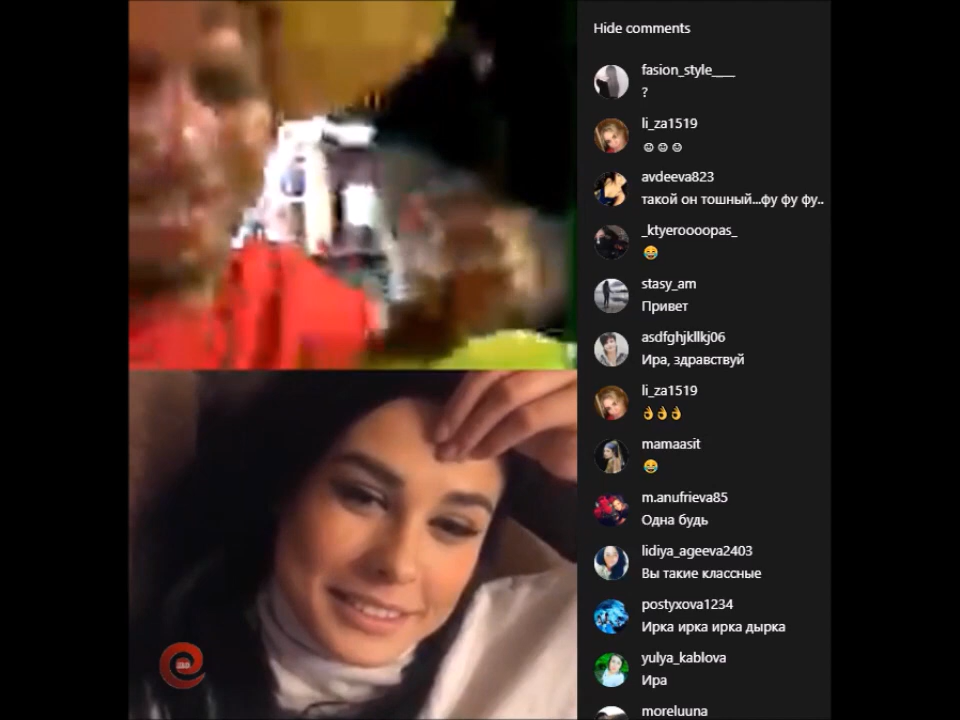 Hide comments
fasion_style____
?
li_za1519
😐😐😐
avdeeva823
такой он тошный...фу фу фу..
_ktyeroooopas_
😂
stasy_am
Привет
asdfghjkllkj06
Ира, здравствуй
li_za1519
👌👌👌
mamaasit
😂
m.anufrieva85
Одна будь
lidiya_ageeva2403
Вы такие классные
postyxova1234
Ирка ирка ирка дырка
yulya_kablova
Ира
moreluuna